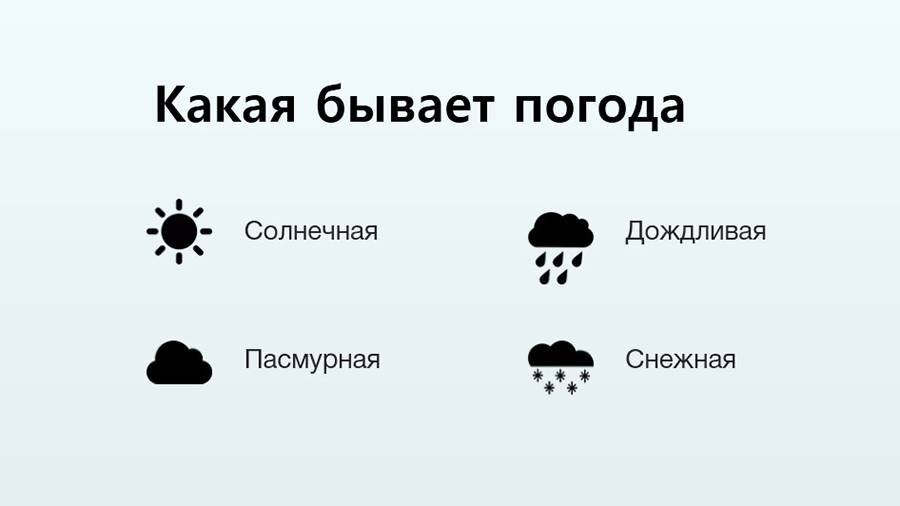 Какая бывает погода
Солнечная
Дождливая
Пасмурная
Снежная